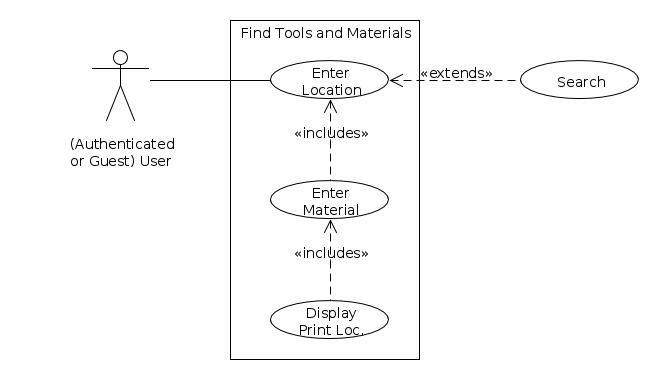 Find Tools and Materials
Enter
Location
«extends»
Search
«includes»
(Authenticated
or Guest) User
Enter
Material
«includes»
Display
Print Loc.